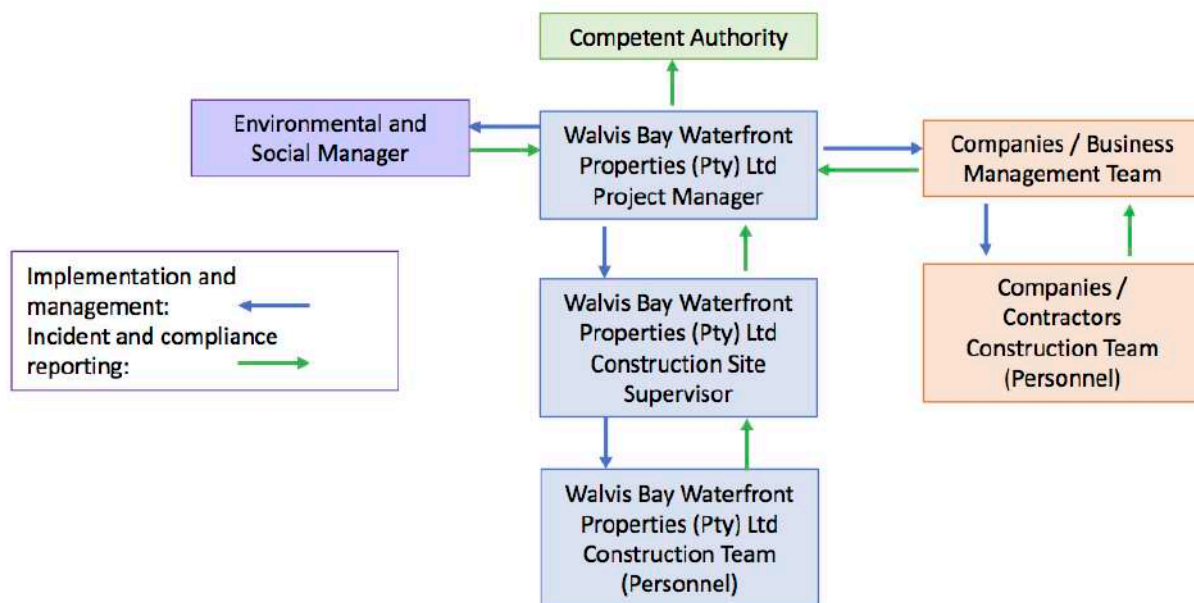 Competent Authority
Environmental and
Social Manager
Walvis Bay Waterfront
Properties (Pty) Ltd
Project Manager
Companies / Business
Management Team
Implementation and
management:
Incident and compliance
reporting:
Walvis Bay Waterfront
Properties (Pty) Ltd
Construction Site
Supervisor
Companies /
Contractors
Construction Team
(Personnel)
Walvis Bay Waterfront
Properties (Pty) Ltd
Construction Team
(Personnel)